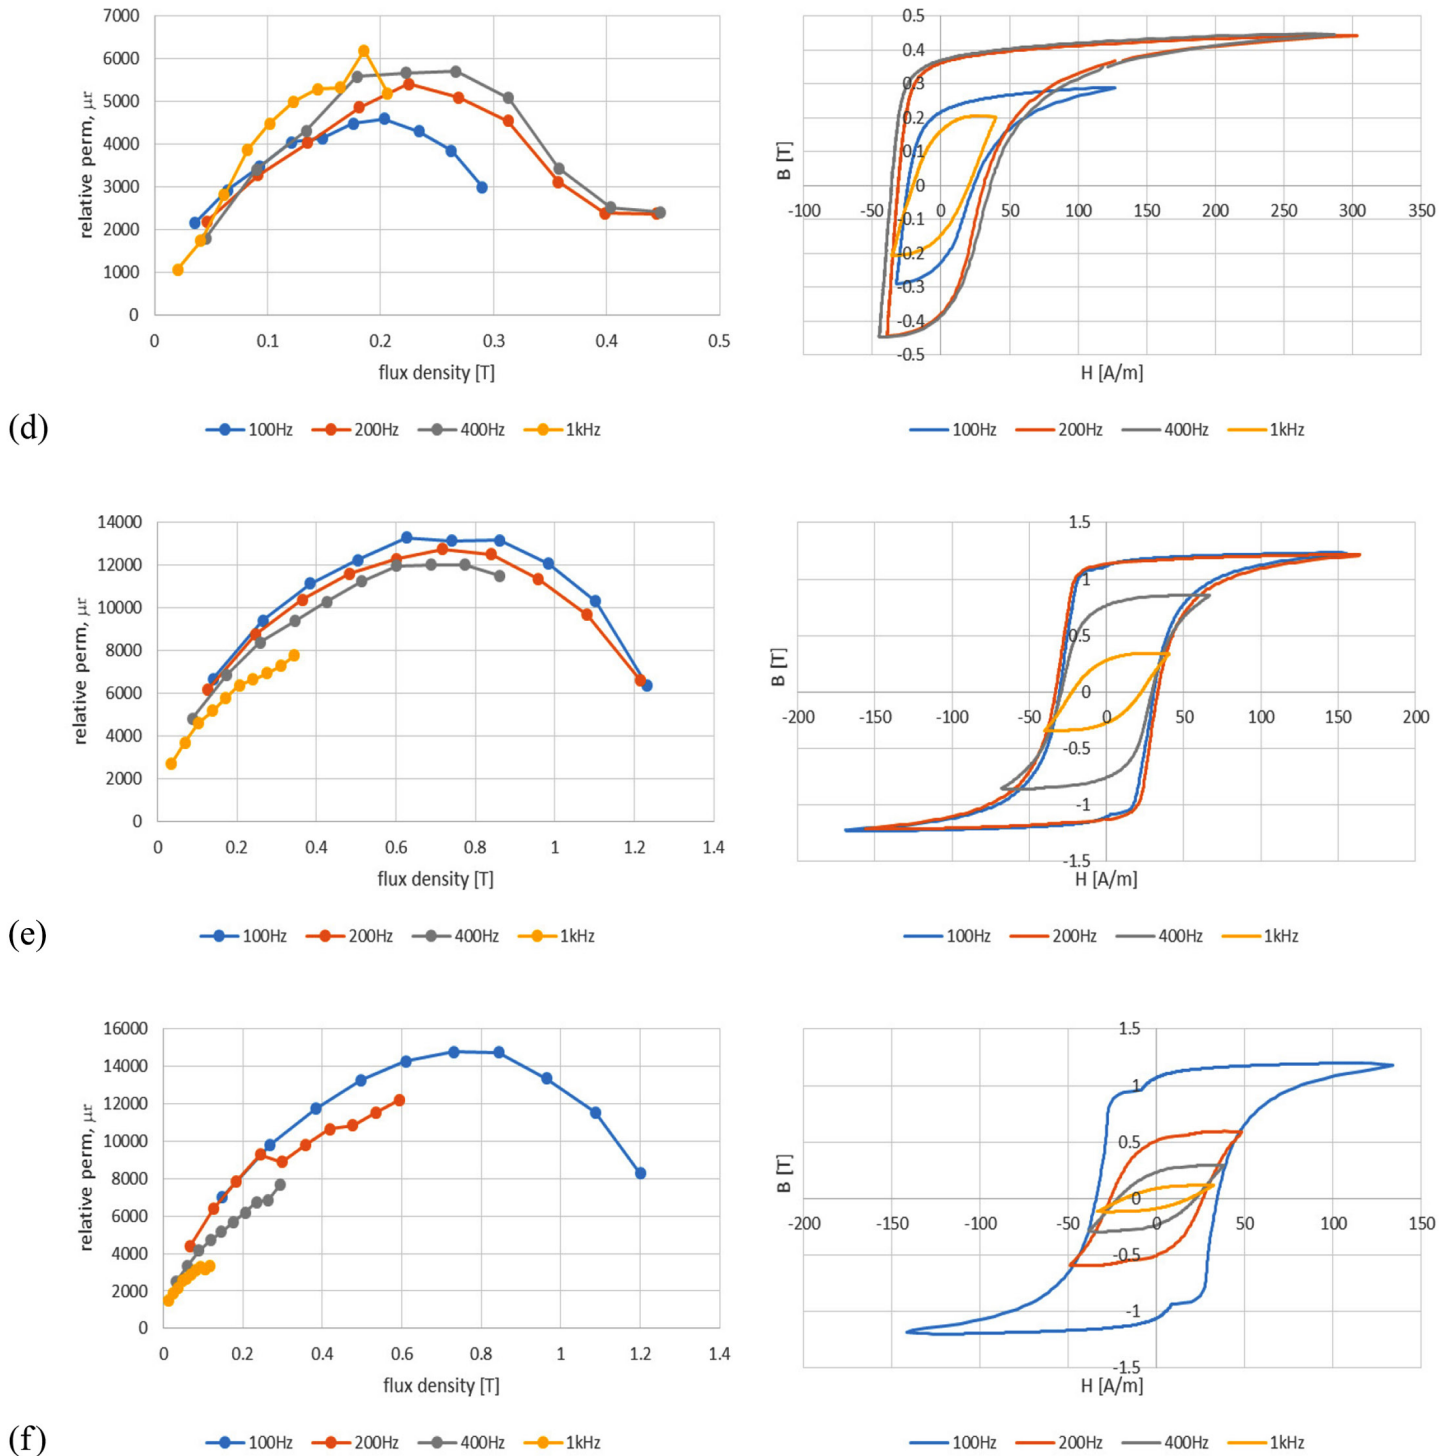 7000
6000
5000
4000
3000
2000
1000
0
relative perm, μr
0 0.1 0.2 0.3 0.4 0.5
flux density [T]
100Hz 200Hz 400Hz 1kHz
0.5
0.4
0.3
0.2
0.1
0
-0.1
-0.2
-0.3
-0.4
-0.5
B [T]
-100 -50 0 50 100 150 200 250 300 350
H [A/m]
100Hz 200Hz 400Hz 1kHz
(d)
14000
12000
10000
8000
6000
4000
2000
0
relative perm, μr
0 0.2 0.4 0.6 0.8 1 1.2 1.4
flux density [T]
100Hz 200Hz 400Hz 1kHz
1.5
1
0.5
0
-0.5
-1
-1.5
B [T]
-200 -150 -100 -50 0 50 100 150 200
H [A/m]
100Hz 200Hz 400Hz 1kHz
(e)
16000
14000
12000
10000
8000
6000
4000
2000
0
relative perm, μr
0 0.2 0.4 0.6 0.8 1 1.2 1.4
flux density [T]
100Hz 200Hz 400Hz 1kHz
1.5
1
0.5
0
-0.5
-1
-1.5
B [T]
-200 -150 -100 -50 0 50 100 150
H [A/m]
100Hz 200Hz 400Hz 1kHz
(f)